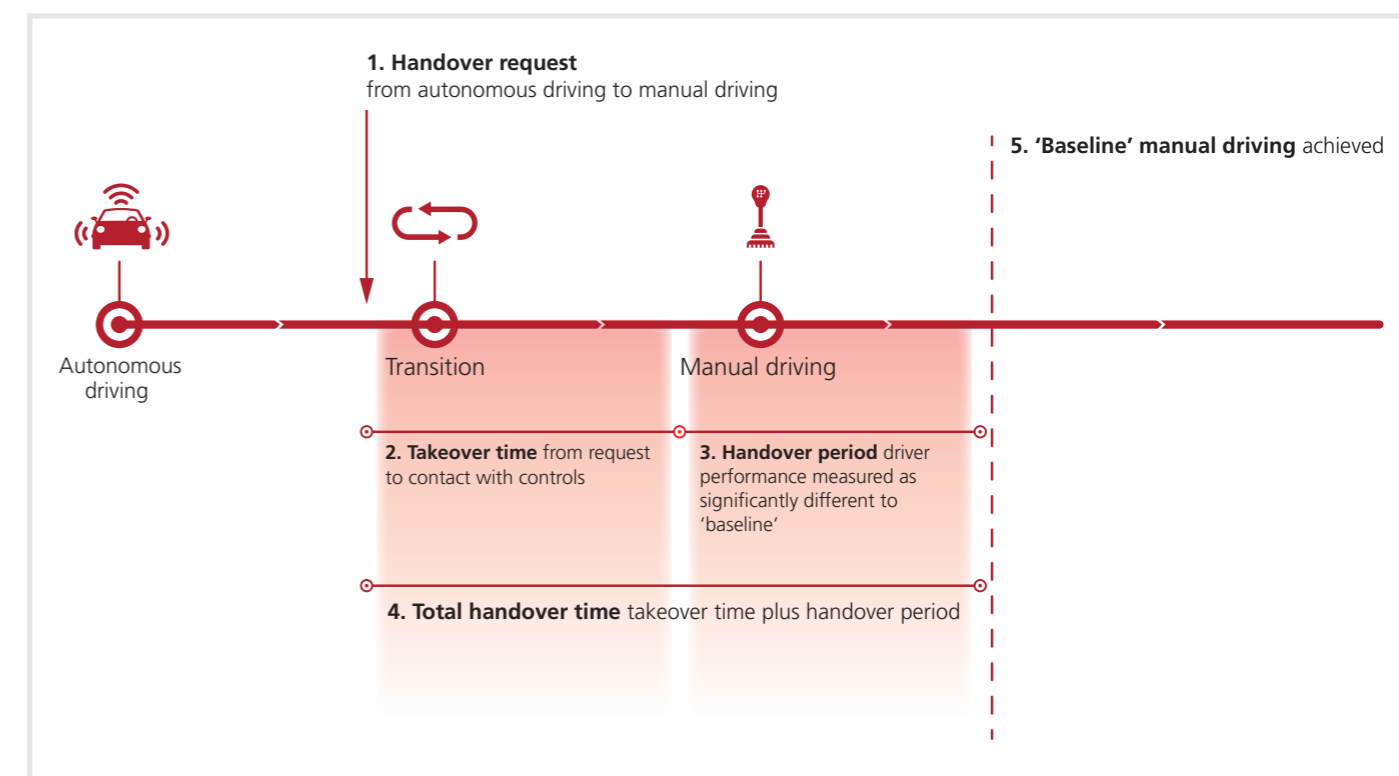 1. Handover request
from autonomous driving to manual driving
5. ‘Baseline’ manual driving achieved
Autonomous
driving
Transition
Manual driving
2. Takeover time from request
to contact with controls
3. Handover period driver
performance measured as
significantly different to
‘baseline’
4. Total handover time takeover time plus handover period